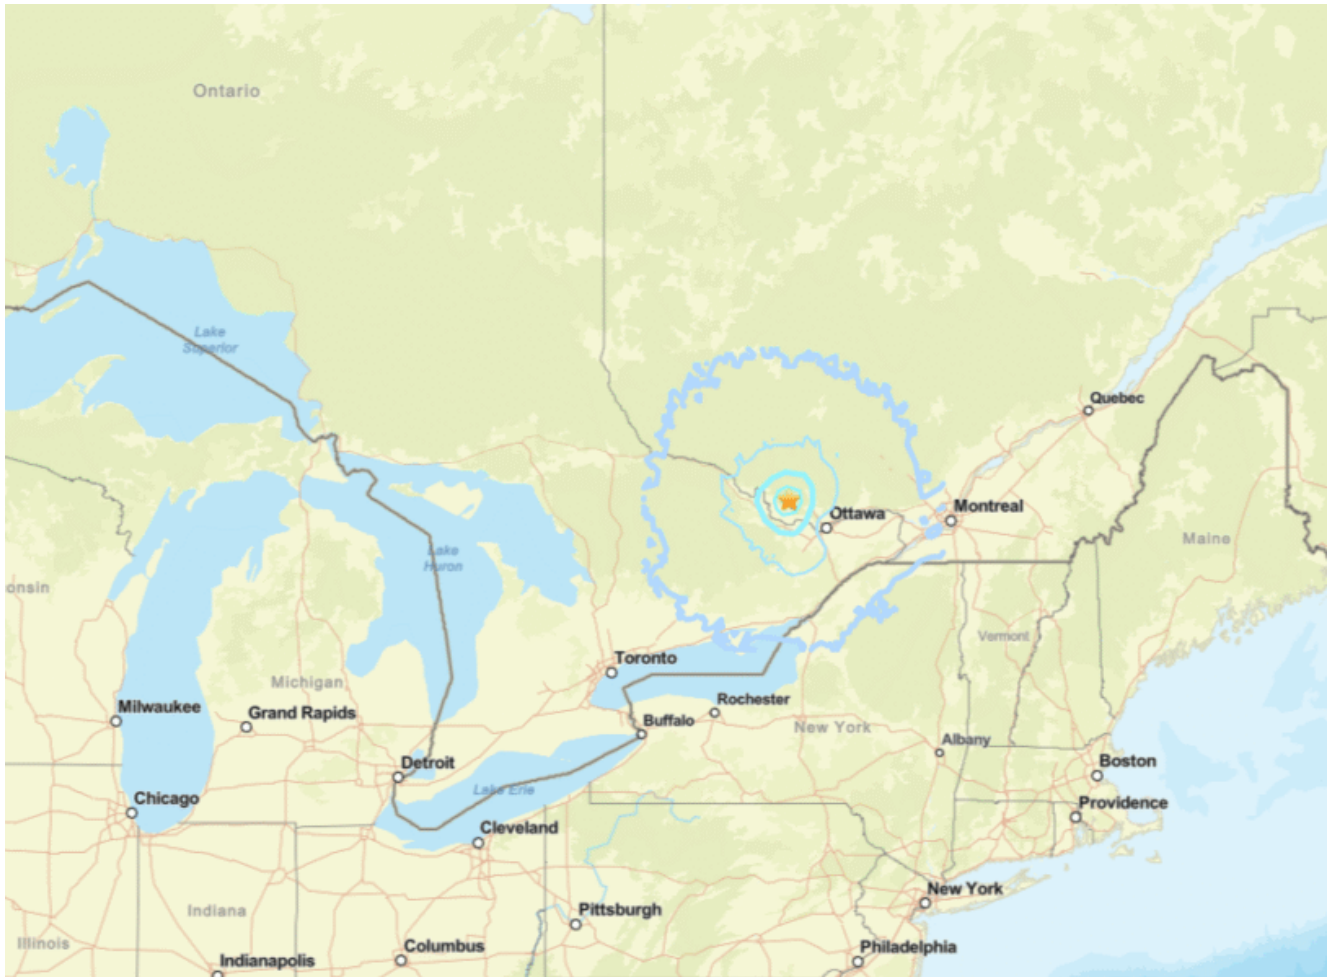 Ontario
Lake
Superior
Quebec
Ottawa
Montreal
Maine
Lake
Huron
onsin
Vermont
Toronto
Michigan
Rochester
Milwaukee
Grand Rapids
Buffalo
New York
Albany
Detroit
Boston
Lake Erie
Chicago
Providence
Cleveland
New York
Indiana
Pittsburgh
Illinois
Columbus
Philadelphia
Indianapolis